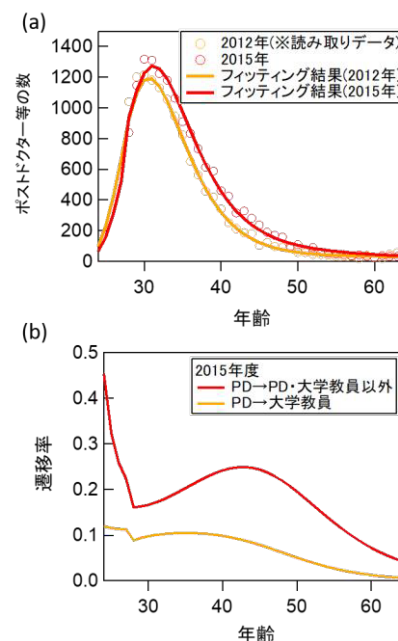 (a)
1400
1200
1000
800
600
400
200
0
ポストドクター等の数
2012年(※読み取りデータ)
2015年
フィッティング結果(2012年)
フィッティング結果(2015年)
30
40
50
60
年齢
(b)
0.5
0.4
0.3
0.2
0.1
0.0
遷移率
2015年度
PD→PD・大学教員以外
PD→大学教員
30
40
50
60
年齢